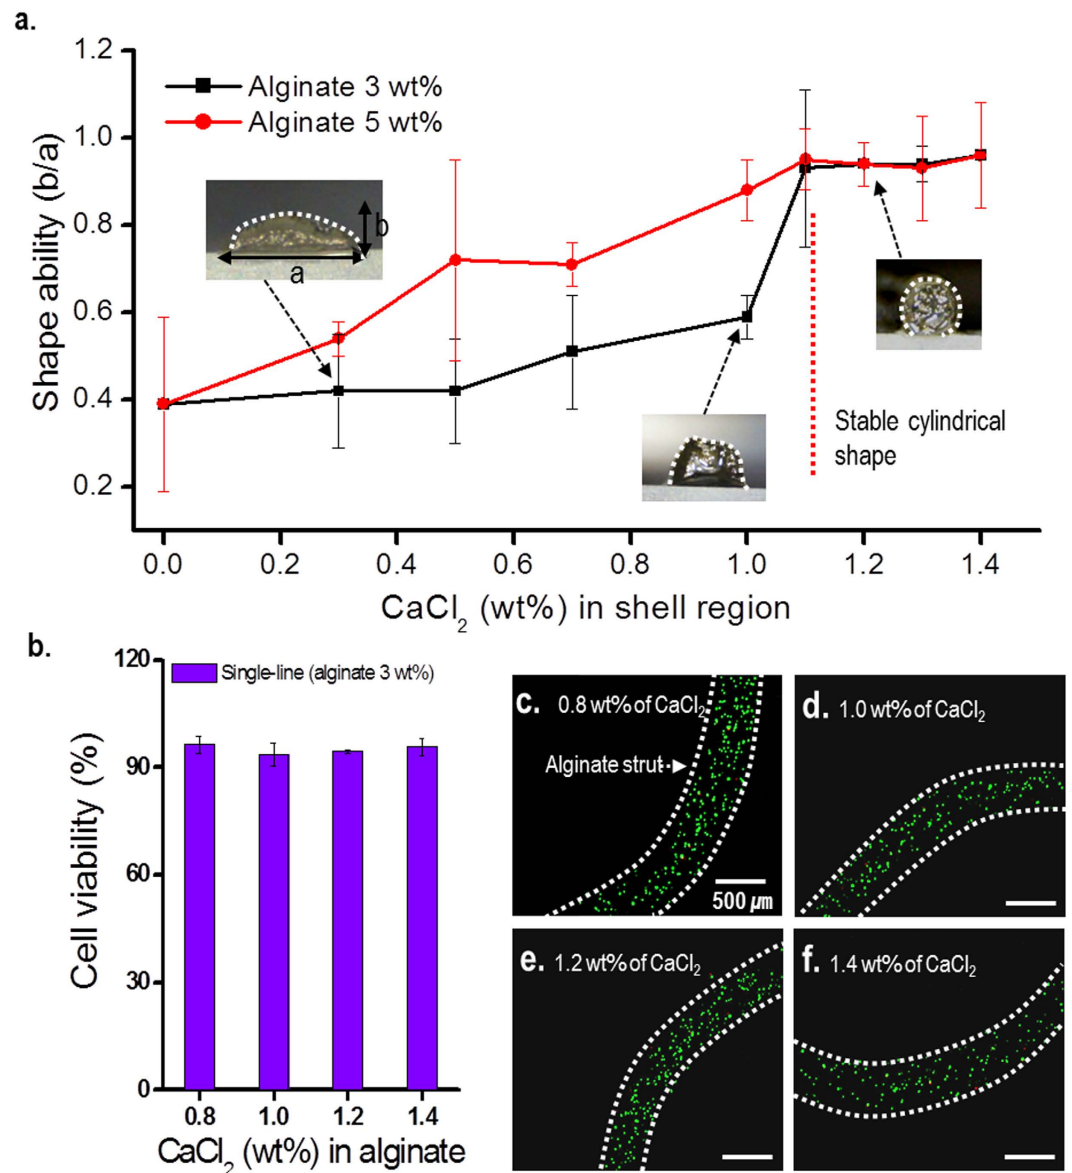 a.
1.2
1.0
0.8
0.6
0.4
0.2
Shape ability (b/a)
Alginate 3 wt%
Alginate 5 wt%
b
a
Stable cylindrical
shape
0.0 0.2 0.4 0.6 0.8 1.0 1.2 1.4
CaCl₂ (wt%) in shell region
b.
120
90
60
30
0
Cell viability (%)
Single-line (alginate 3 wt%)
0.8 1.0 1.2 1.4
CaCl₂ (wt%) in alginate
c. 0.8 wt% of CaCl₂
Alginate strut
500 μm
d. 1.0 wt% of CaCl₂
e. 1.2 wt% of CaCl₂
f. 1.4 wt% of CaCl₂